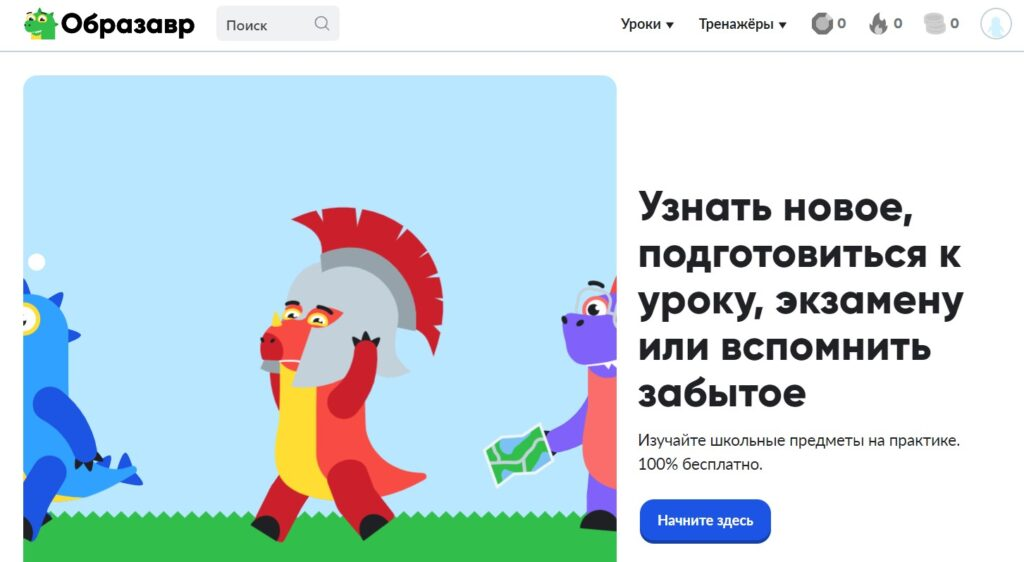 Образавр
Поиск
Уроки
Тренажёры
0
0
0
Узнать новое,
подготовиться к
уроку, экзамену
или вспомнить
забытое
Изучайте школьные предметы на практике.
100% бесплатно.
Начните здесь